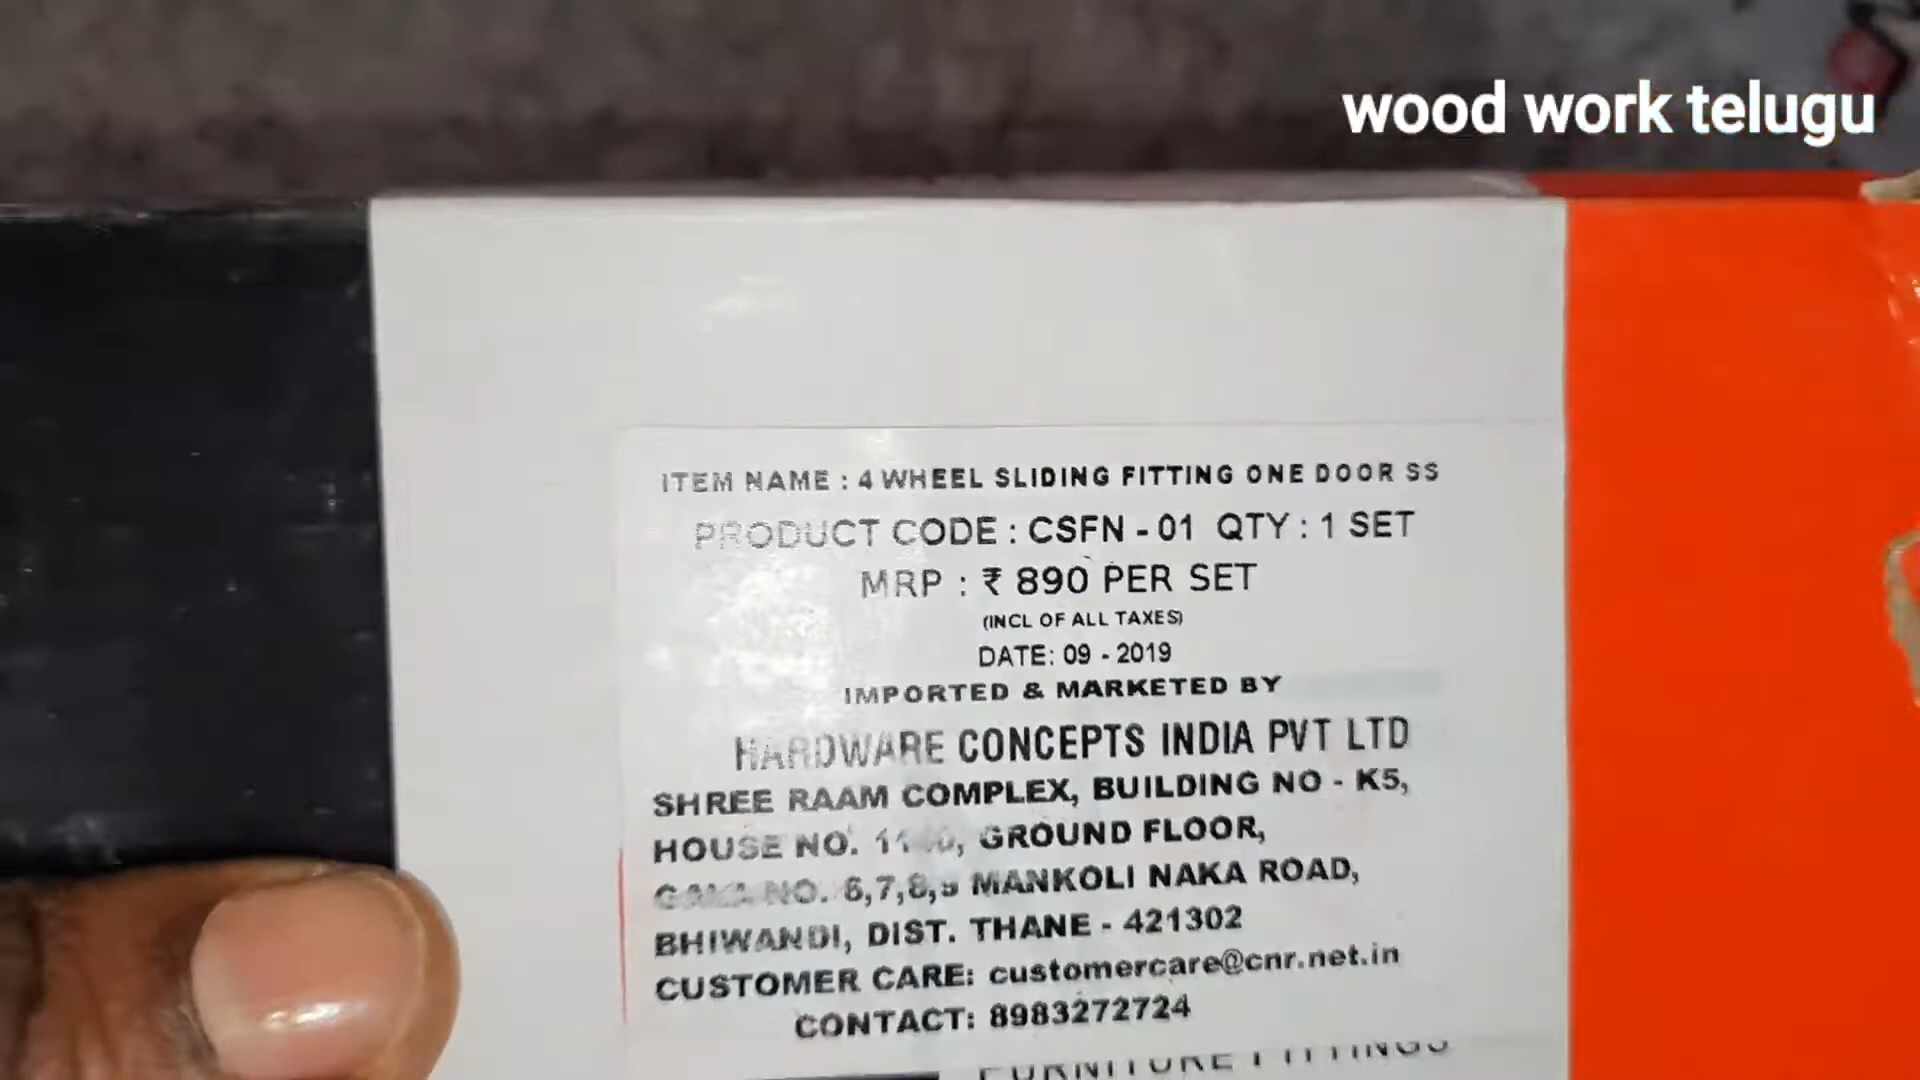 wood work telugu
ITEM NAME : 4 WHEEL SLIDING FITTING ONE DOOR SS
PRODUCT CODE : CSFN - 01 QTY : 1 SET
MRP : ₹ 890 PER SET
(INCL OF ALL TAXES)
DATE: 09 - 2019
IMPORTED & MARKETED BY
HARDWARE CONCEPTS INDIA PVT LTD
SHREE RAAM COMPLEX, BUILDING NO - K5,
HOUSE NO. GROUND FLOOR,
NO. 6,7,8,9 MANKOLI NAKA ROAD,
BHIWANDI, DIST. THANE - 421302
CUSTOMER CARE: customercare@cnr.net.in
CONTACT: 8983272724
FURNITURE FITTINGS